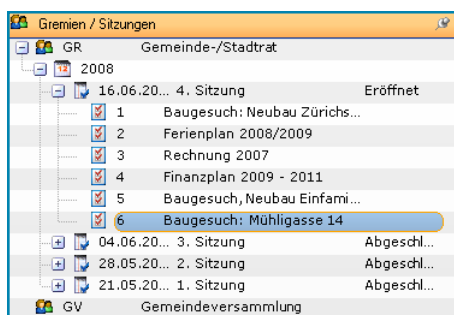 Gremien / Sitzungen
GR Gemeinde-/Stadtrat
2008
16.06.20... 4. Sitzung Eröffnet
1 Baugesuch: Neubau Zürichs...
2 Ferienplan 2008/2009
3 Rechnung 2007
4 Finanzplan 2009 - 2011
5 Baugesuch, Neubau Einfami...
6 Baugesuch: Mühligasse 14
04.06.20... 3. Sitzung Abgeschl...
28.05.20... 2. Sitzung Abgeschl...
21.05.20... 1. Sitzung Abgeschl...
GV Gemeindeversammlung